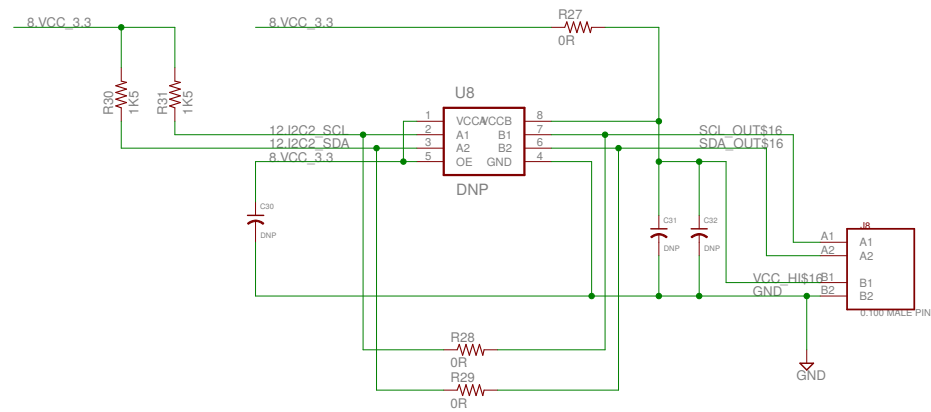 8.VCC_3.3
8.VCC_3.3
R27
0R
R30
1K5
R31
1K5
U8
1
VCCA
VCCB
8
12.I2C2_SCL
2
A1
B1
7
SCL_OUT$16
12.I2C2_SDA
3
A2
B2
6
SDA_OUT$16
8.VCC_3.3
5
OE
GND
4
DNP
C30
DNP
C31
DNP
C32
DNP
J8
A1
A1
A2
A2
VCC_HI$16
B1
B1
GND
B2
B2
0.100 MALE PIN
R28
0R
R29
0R
GND